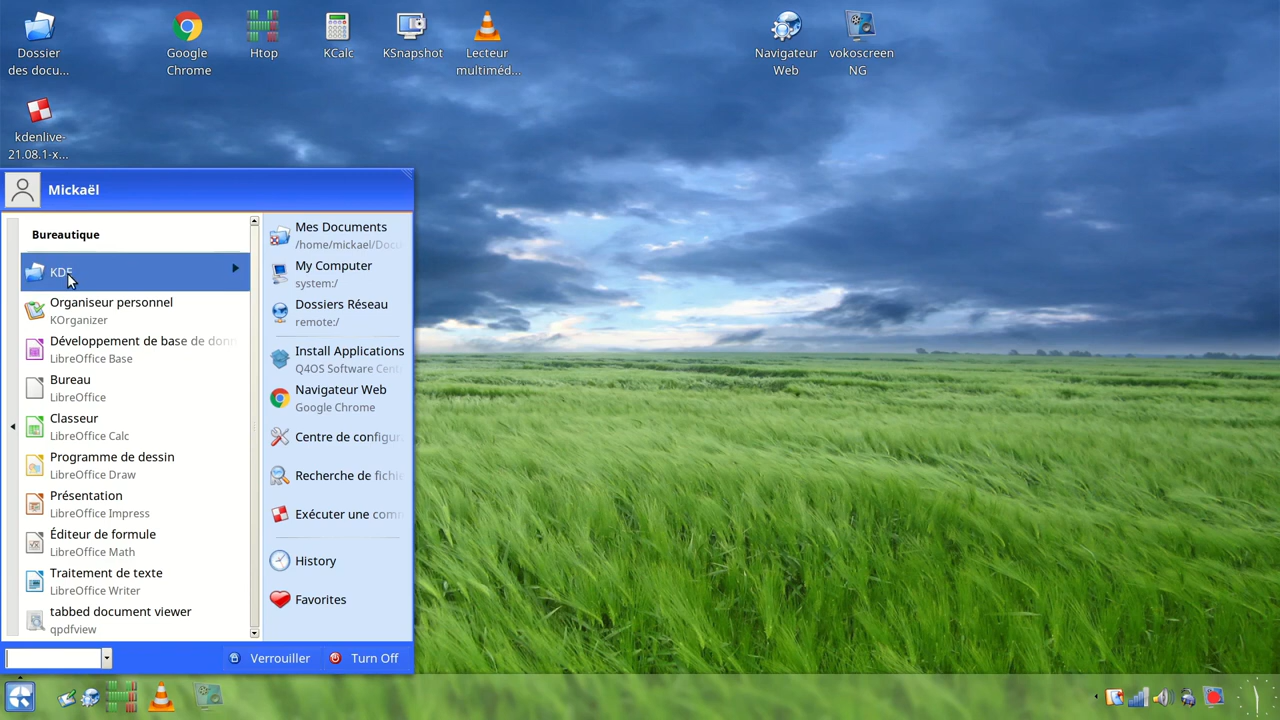 Dossier
des docu...
Google
Chrome
Htop
KCalc
KSnapshot
Lecteur
multiméd...
Navigateur
Web
vokoscreen
NG
kdenlive-
21.08.1-x...
Mickaël
Bureautique
KDE
Organiseur personnel
KOrganizer
Développement de base de don
LibreOffice Base
Bureau
LibreOffice
Classeur
LibreOffice Calc
Programme de dessin
LibreOffice Draw
Présentation
LibreOffice Impress
Éditeur de formule
LibreOffice Math
Traitement de texte
LibreOffice Writer
tabbed document viewer
qpdfview
Mes Documents
/home/mickael/Docu
My Computer
system:/
Dossiers Réseau
remote:/
Install Applications
Q4OS Software Cent
Navigateur Web
Google Chrome
Centre de configur
Recherche de fichie
Exécuter une com
History
Favorites
Verrouiller
Turn Off